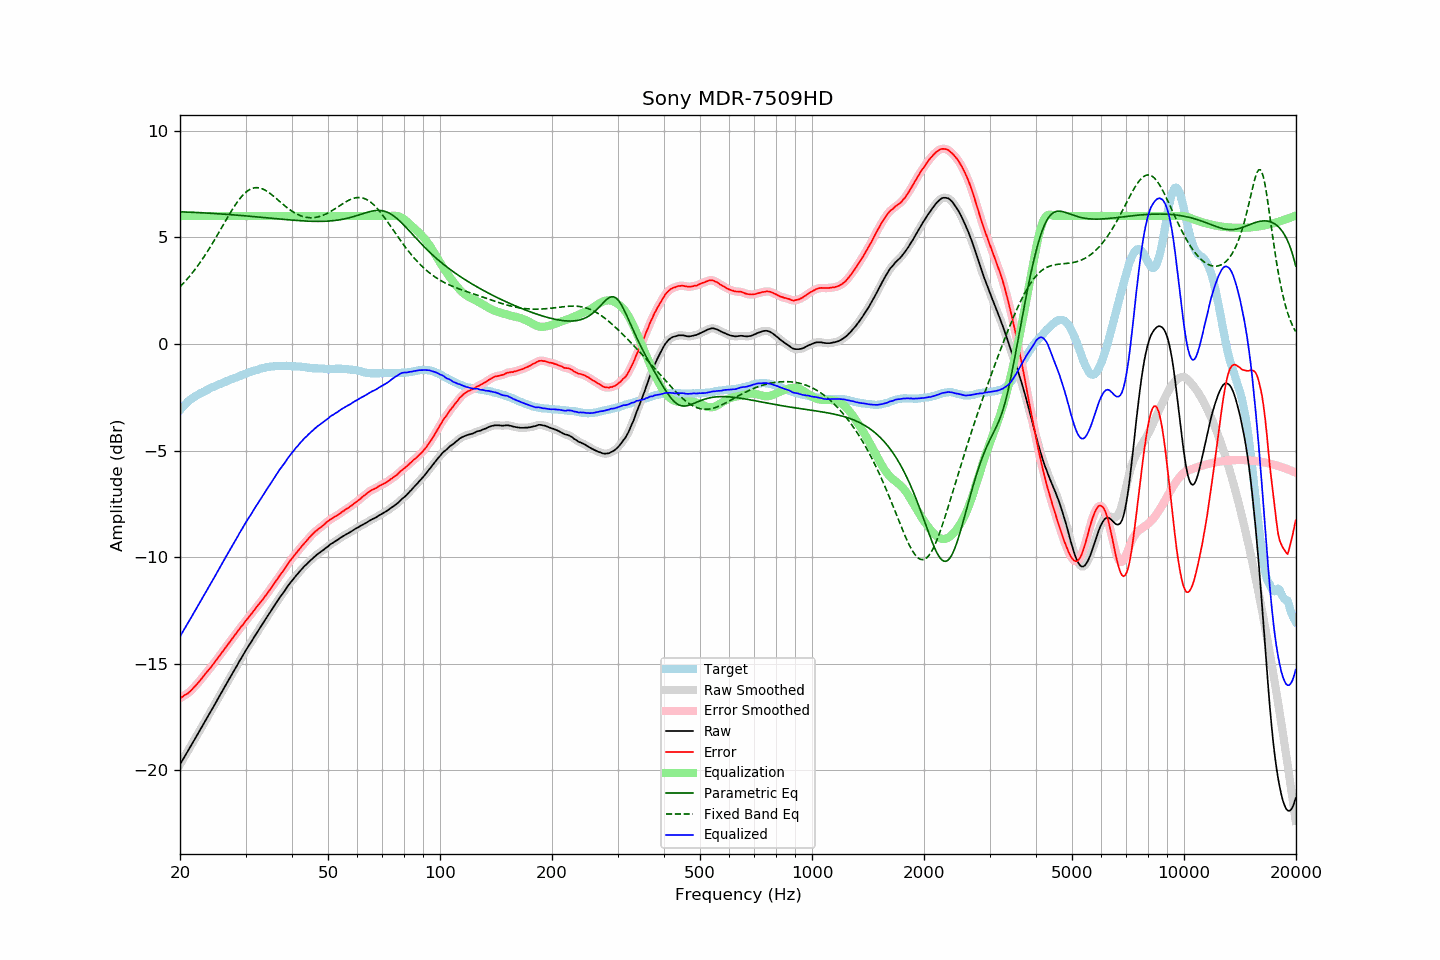 Sony MDR-7509HD
10
5
0
−5
−10
−15
−20
Amplitude (dBr)
Target
Raw Smoothed
Error Smoothed
Raw
Error
Equalization
Parametric Eq
Fixed Band Eq
Equalized
20 50 100 200 500 1000 2000 5000 10000 20000
Frequency (Hz)